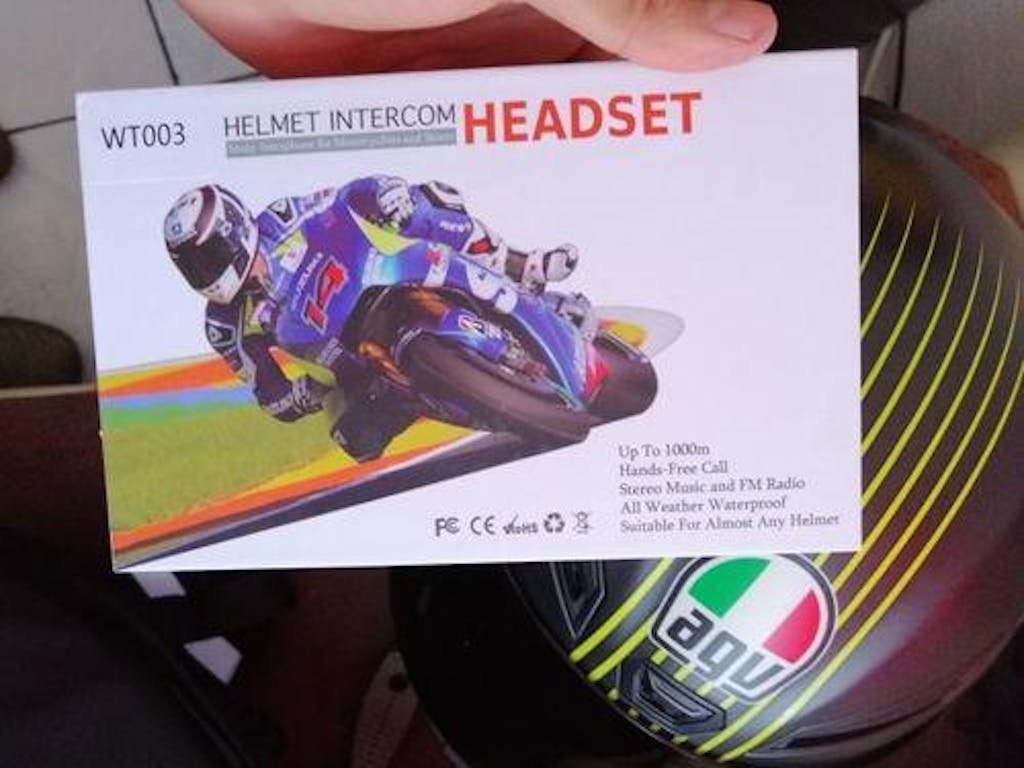 WT003
HELMET INTERCOM HEADSET
14
S
Up To 1000m
Hands-Free Call
Stereo Music and FM Radio
All Weather Waterproof
Suitable For Almost Any Helmet
FC CE RoHS
agv